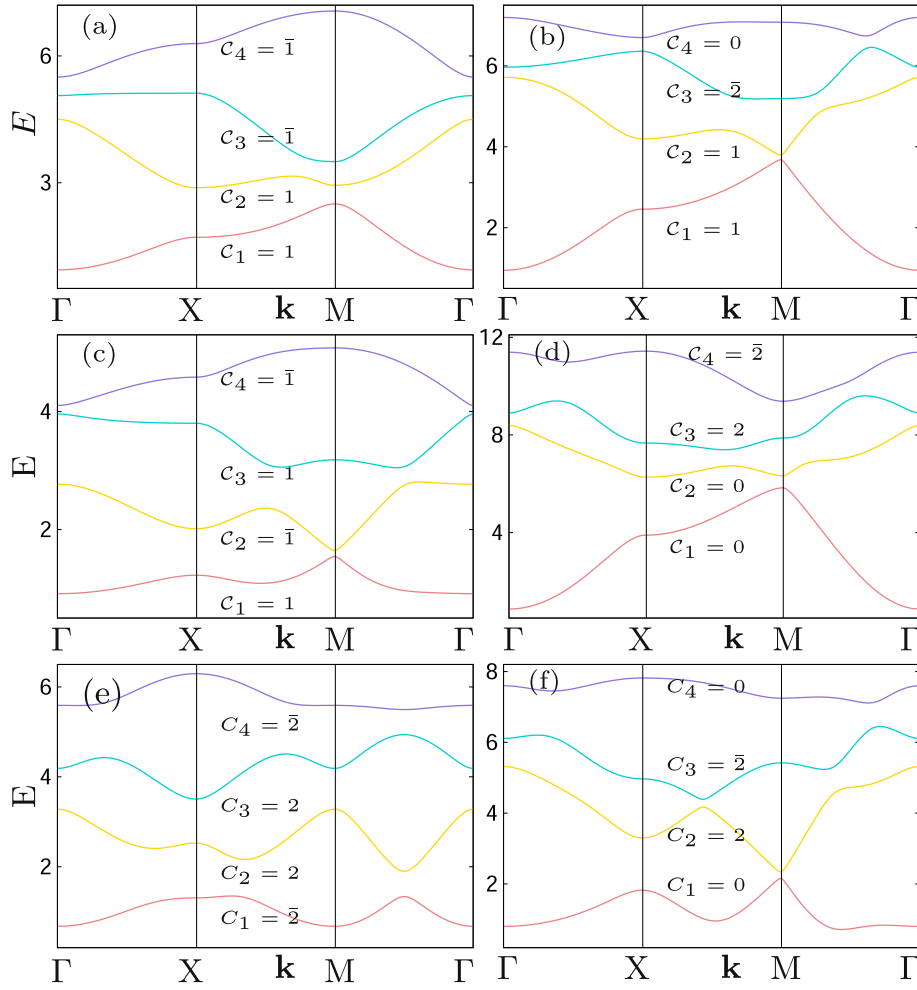 (a)
6
3
E
C₄ = 1̄
C₃ = 1̄
C₂ = 1
C₁ = 1
Γ X k M Γ
(b)
6
4
2
C₄ = 0
C₃ = 2̄
C₂ = 1
C₁ = 1
Γ X k M Γ
(c)
4
2
E
C₄ = 1̄
C₃ = 1
C₂ = 1̄
C₁ = 1
Γ X k M Γ
(d)
12
8
4
C₄ = 2̄
C₃ = 2
C₂ = 0
C₁ = 0
Γ X k M Γ
(e)
6
4
2
E
C₄ = 2̄
C₃ = 2
C₂ = 2
C₁ = 2̄
Γ X k M Γ
(f)
8
6
4
2
C₄ = 0
C₃ = 2̄
C₂ = 2
C₁ = 0
Γ X k M Γ